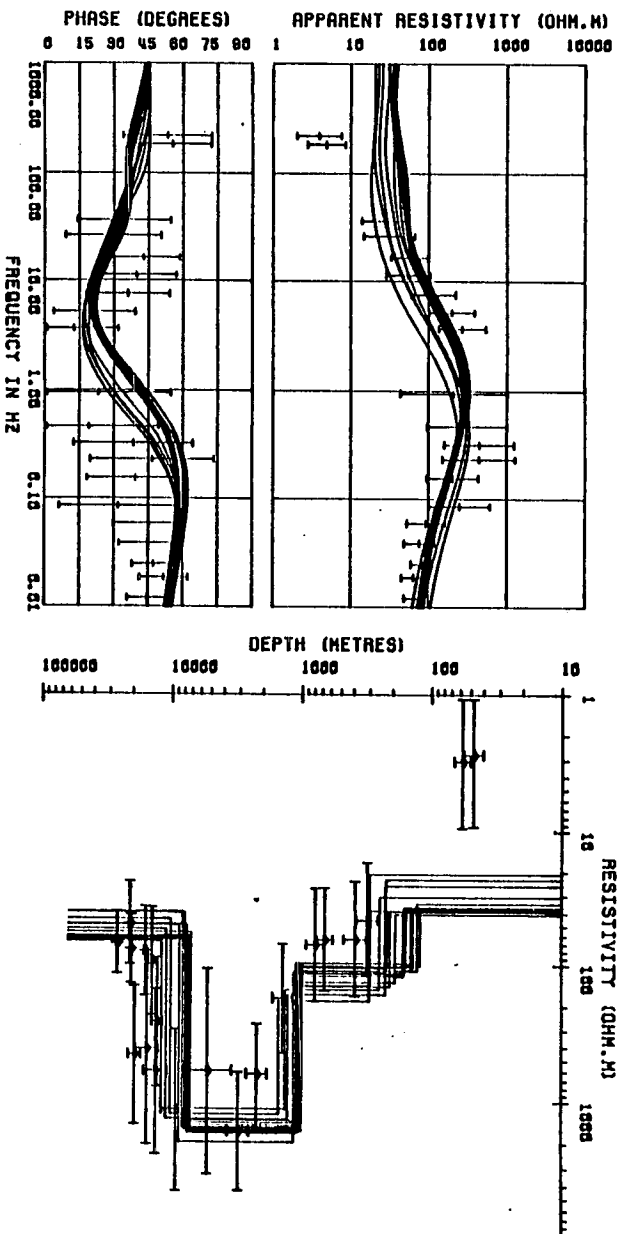 PHASE (DEGREES)
0 15 30 45 60 75 90
APPARENT RESISTIVITY (OHM.M)
1 10 100 1000 10000
1000.00 100.00 10.00 1.00 0.10 0.01
FREQUENCY IN HZ
DEPTH (METRES)
100000 10000 1000 100 10
RESISTIVITY (OHM.M)
1 10 100 1000